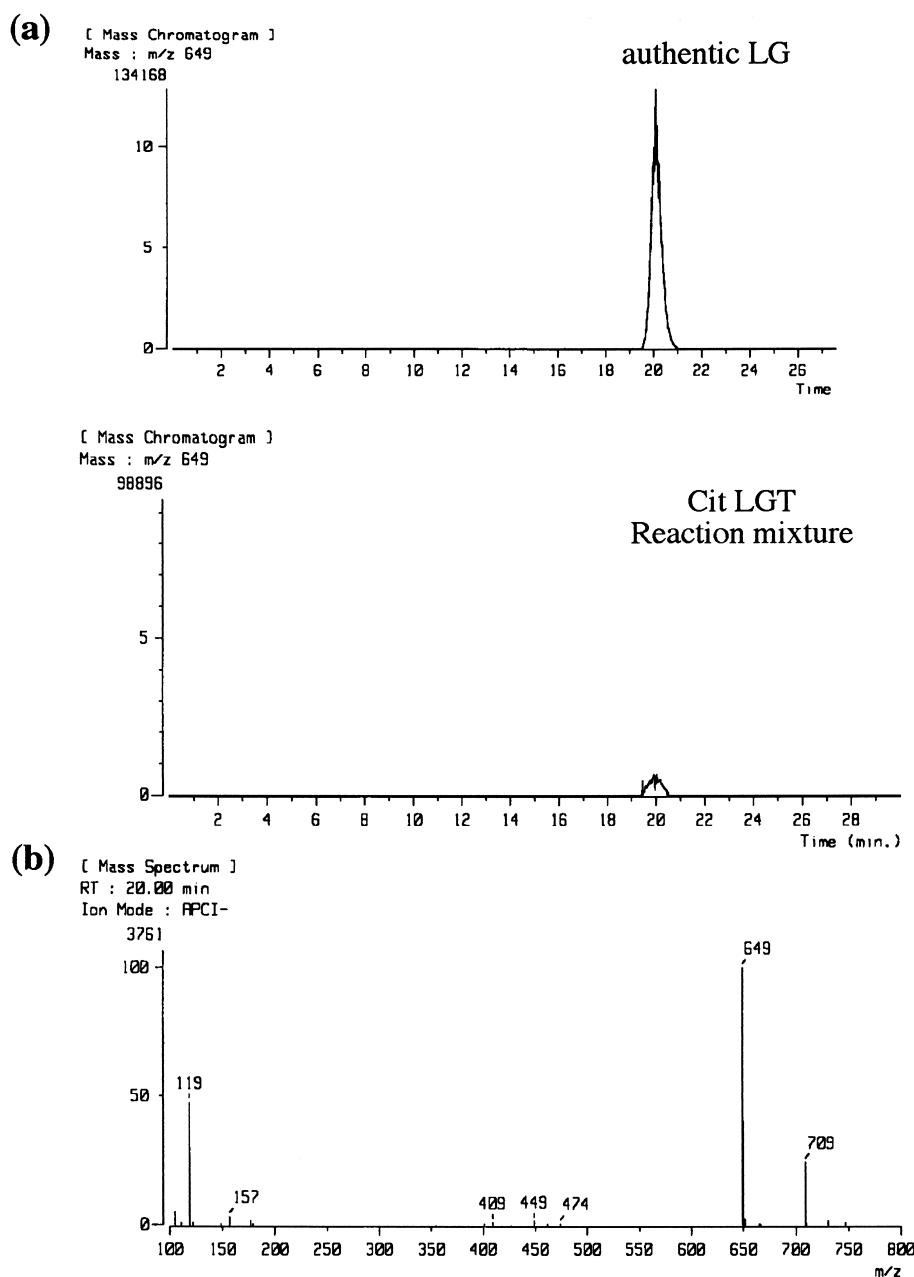 (a)
[ Mass Chromatogram ]
Mass : m/z 649
134168
authentic LG
10
5
0
2 4 6 8 10 12 14 16 18 20 22 24 26
Time
[ Mass Chromatogram ]
Mass : m/z 649
98896
Cit LGT
Reaction mixture
5
0
2 4 6 8 10 12 14 16 18 20 22 24 26 28
Time (min.)
(b)
[ Mass Spectrum ]
RT : 20.00 min
Ion Mode : APCI-
3761
100
649
50
119
709
157
409 449 474
0
100 150 200 250 300 350 400 450 500 550 600 650 700 750 800
m/z